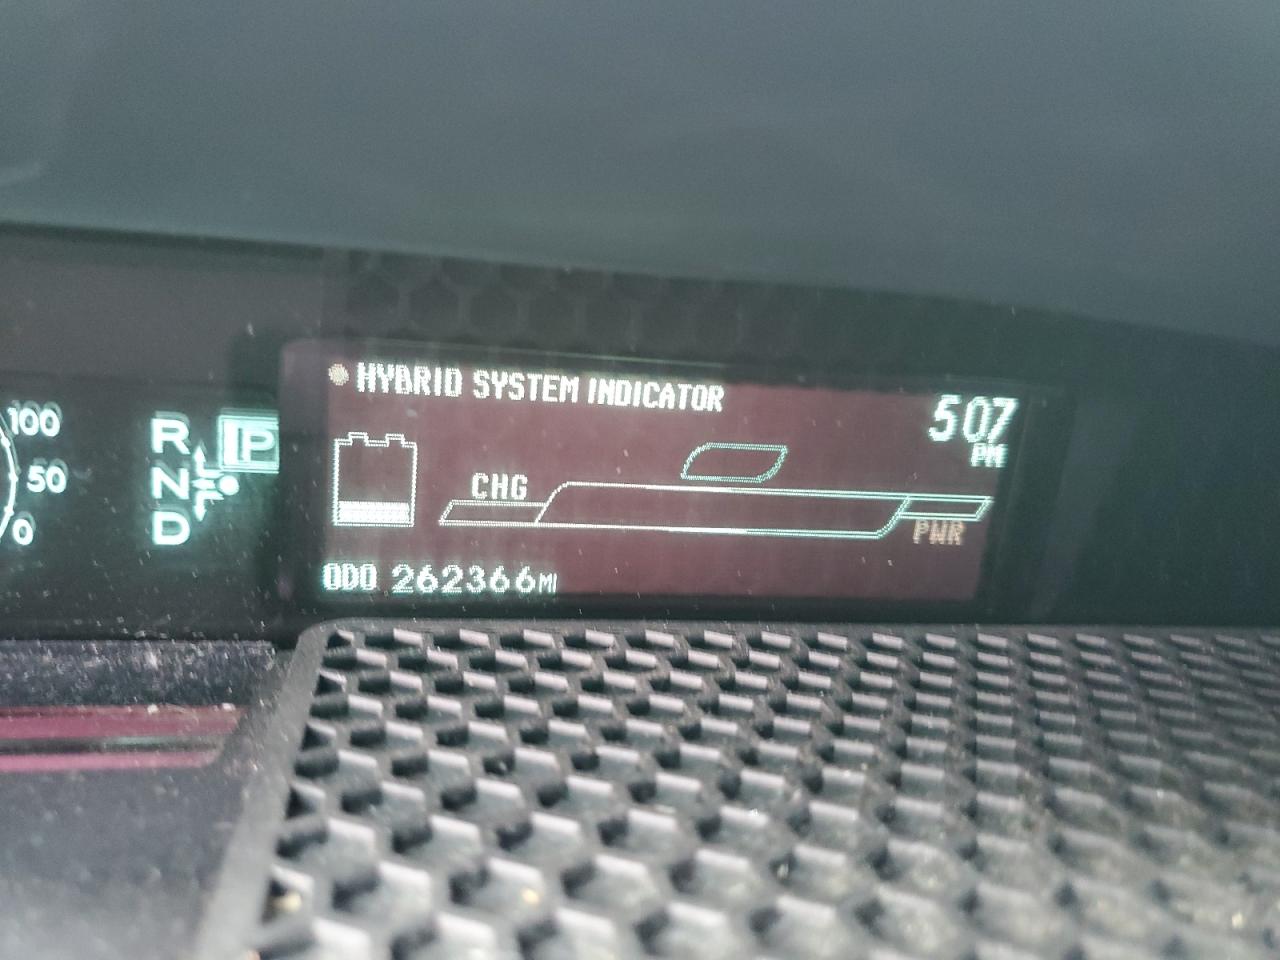 HYBRID SYSTEM INDICATOR
507
PM
100
50
0
R
P
N
D
CHG
PWR
ODO 262366MI